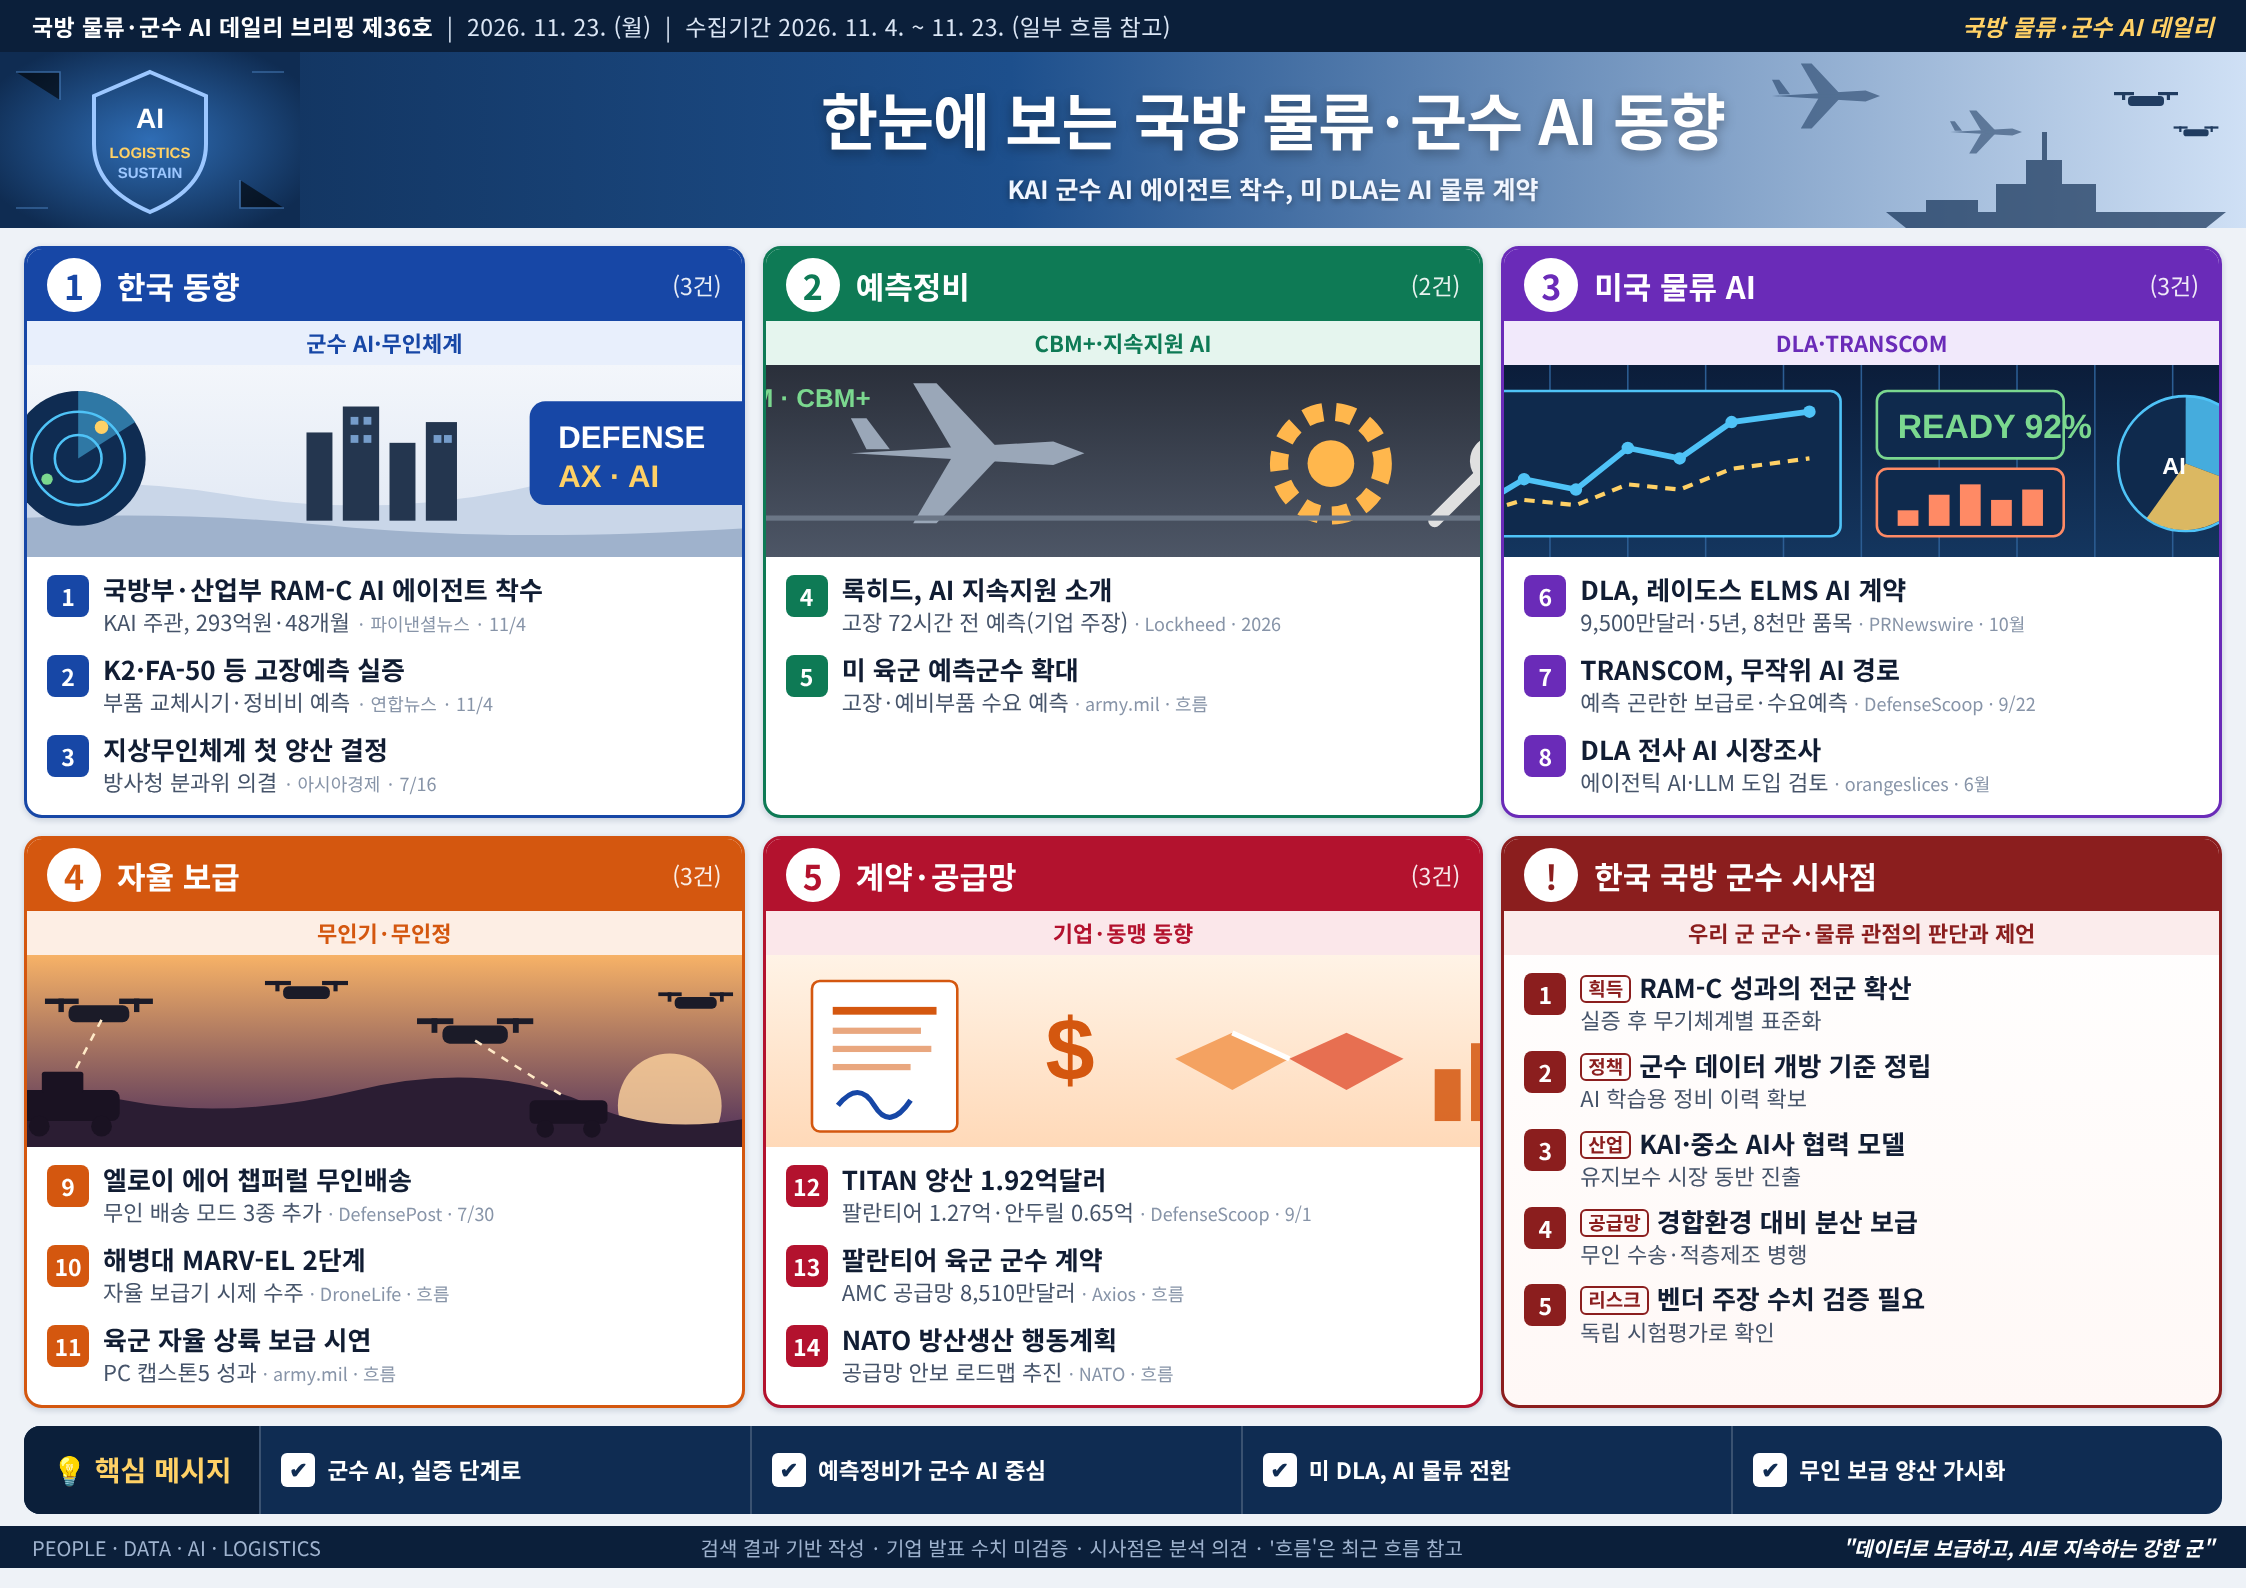 국방 물류·군수 AI 데일리 브리핑 제36호 | 2026. 11. 23. (월) | 수집기간 2026. 11. 4. ~ 11. 23. (일부 흐름 참고)
국방 물류·군수 AI 데일리
AI
LOGISTICS
SUSTAIN
한눈에 보는 국방 물류·군수 AI 동향
KAI 군수 AI 에이전트 착수, 미 DLA는 AI 물류 계약
1 한국 동향 (3건)
군수 AI·무인체계
DEFENSE
AX · AI
1 국방부·산업부 RAM-C AI 에이전트 착수
KAI 주관, 293억원·48개월 · 파이낸셜뉴스 · 11/4
2 K2·FA-50 등 고장예측 실증
부품 교체시기·정비비 예측 · 연합뉴스 · 11/4
3 지상무인체계 첫 양산 결정
방사청 분과위 의결 · 아시아경제 · 7/16
2 예측정비 (2건)
CBM+·지속지원 AI
M · CBM+
4 록히드, AI 지속지원 소개
고장 72시간 전 예측(기업 주장) · Lockheed · 2026
5 미 육군 예측군수 확대
고장·예비부품 수요 예측 · army.mil · 흐름
3 미국 물류 AI (3건)
DLA·TRANSCOM
READY 92%
AI
6 DLA, 레이도스 ELMS AI 계약
9,500만달러·5년, 8천만 품목 · PRNewswire · 10월
7 TRANSCOM, 무작위 AI 경로
예측 곤란한 보급로·수요예측 · DefenseScoop · 9/22
8 DLA 전사 AI 시장조사
에이전틱 AI·LLM 도입 검토 · orangeslices · 6월
4 자율 보급 (3건)
무인기·무인정
9 엘로이 에어 챕퍼럴 무인배송
무인 배송 모드 3종 추가 · DefensePost · 7/30
10 해병대 MARV-EL 2단계
자율 보급기 시제 수주 · DroneLife · 흐름
11 육군 자율 상륙 보급 시연
PC 캡스톤5 성과 · army.mil · 흐름
5 계약·공급망 (3건)
기업·동맹 동향
$
12 TITAN 양산 1.92억달러
팔란티어 1.27억·안두릴 0.65억 · DefenseScoop · 9/1
13 팔란티어 육군 군수 계약
AMC 공급망 8,510만달러 · Axios · 흐름
14 NATO 방산생산 행동계획
공급망 안보 로드맵 추진 · NATO · 흐름
! 한국 국방 군수 시사점
우리 군 군수·물류 관점의 판단과 제언
1 획득 RAM-C 성과의 전군 확산
실증 후 무기체계별 표준화
2 정책 군수 데이터 개방 기준 정립
AI 학습용 정비 이력 확보
3 산업 KAI·중소 AI사 협력 모델
유지보수 시장 동반 진출
4 공급망 경합환경 대비 분산 보급
무인 수송·적층제조 병행
5 리스크 벤더 주장 수치 검증 필요
독립 시험평가로 확인
💡 핵심 메시지
✔ 군수 AI, 실증 단계로
✔ 예측정비가 군수 AI 중심
✔ 미 DLA, AI 물류 전환
✔ 무인 보급 양산 가시화
PEOPLE · DATA · AI · LOGISTICS
검색 결과 기반 작성 · 기업 발표 수치 미검증 · 시사점은 분석 의견 · '흐름'은 최근 흐름 참고
"데이터로 보급하고, AI로 지속하는 강한 군"